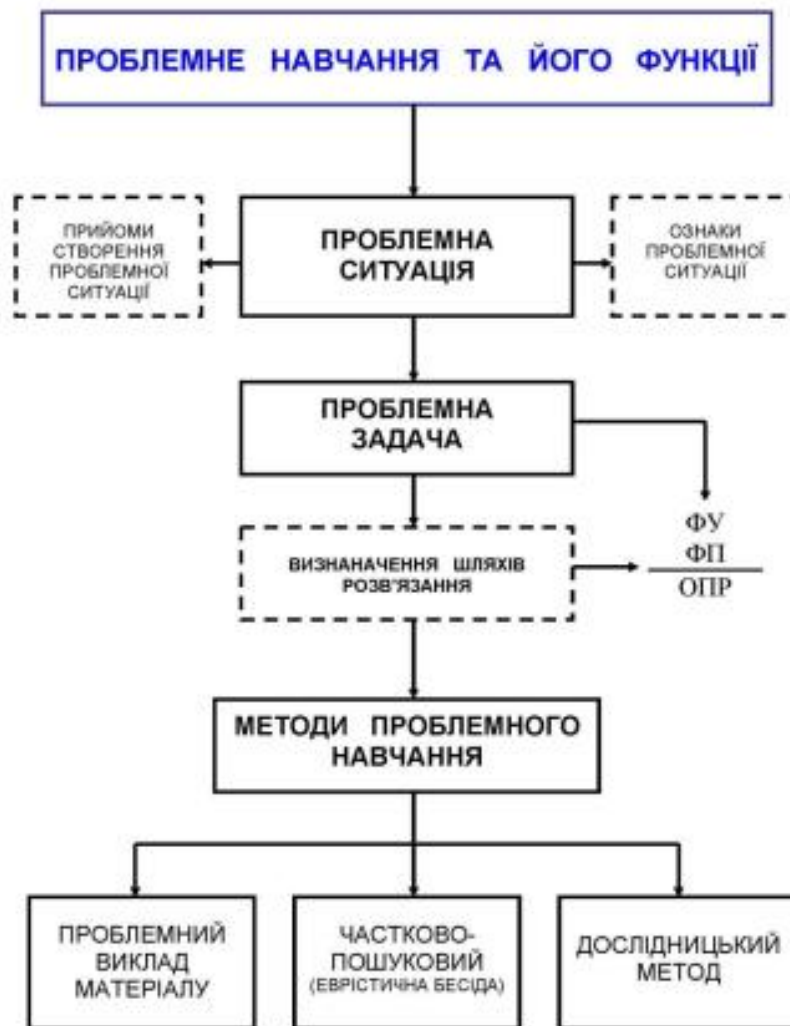 ПРОБЛЕМНЕ НАВЧАННЯ ТА ЙОГО ФУНКЦІЇ
ПРИЙОМИ
СТВОРЕННЯ
ПРОБЛЕМНОЇ
СИТУАЦІЇ
ПРОБЛЕМНА
СИТУАЦІЯ
ОЗНАКИ
ПРОБЛЕМНОЇ
СИТУАЦІЇ
ПРОБЛЕМНА
ЗАДАЧА
ВИЗНАНАЧЕННЯ ШЛЯХІВ
РОЗВ'ЯЗАННЯ
ФУ
ФП
ОПР
МЕТОДИ ПРОБЛЕМНОГО
НАВЧАННЯ
ПРОБЛЕМНИЙ
ВИКЛАД
МАТЕРІАЛУ
ЧАСТКОВО-
ПОШУКОВИЙ
(ЕВРІСТИЧНА БЕСІДА)
ДОСЛІДНИЦЬКИЙ
МЕТОД